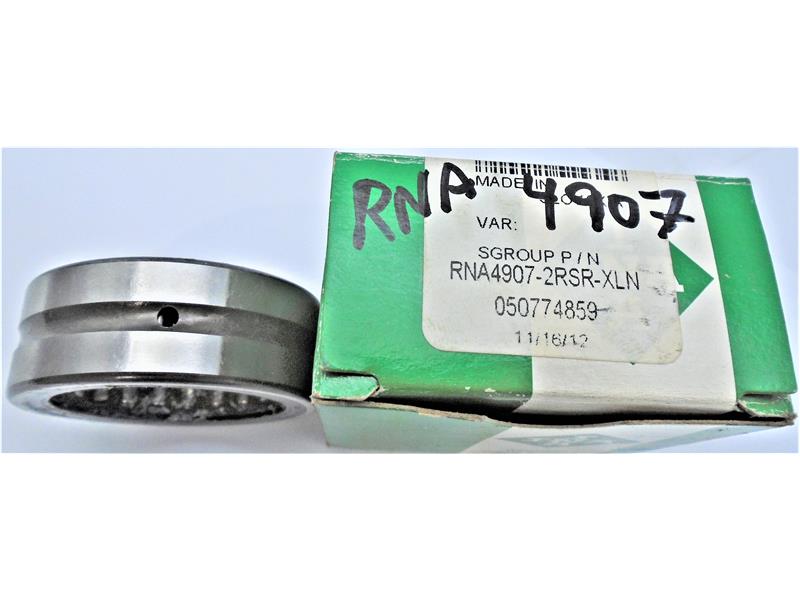 RNA 4907
MADE IN
VAR:
SGROUP P / N
RNA4907-2RSR-XLN
050774859
11/16/12